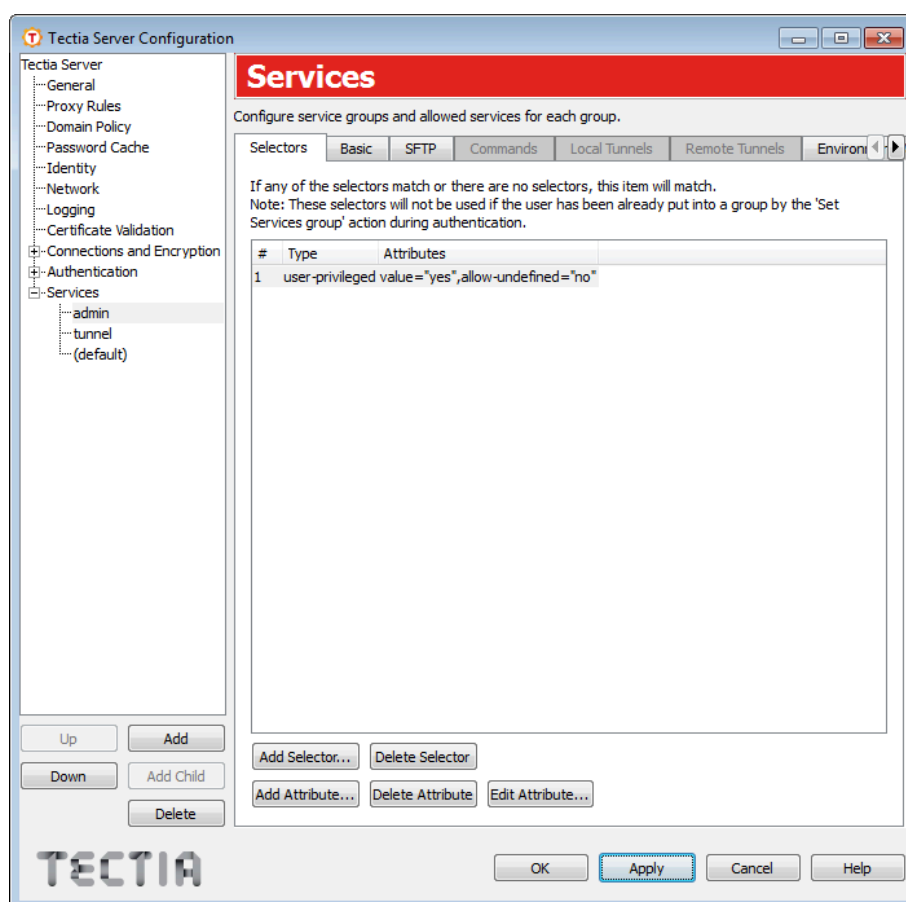 Tectia Server Configuration
Tectia Server
General
Proxy Rules
Domain Policy
Password Cache
Identity
Network
Logging
Certificate Validation
Connections and Encryption
Authentication
Services
admin
tunnel
(default)
Up
Add
Down
Add Child
Delete
Services
Configure service groups and allowed services for each group.
Selectors Basic SFTP Commands Local Tunnels Remote Tunnels
If any of the selectors match or there are no selectors, this item will match.
Note: These selectors will not be used if the user has been already put into a group by the 'Set
Services group' action during authentication.
# Type Attributes
1 user-privileged value="yes",allow-undefined="no"
Add Selector... Delete Selector
Add Attribute... Delete Attribute Edit Attribute...
TECTIA
OK Apply Cancel Help